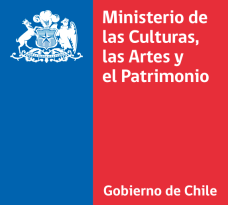 Ministerio de
las Culturas,
las Artes y
el Patrimonio
Gobierno de Chile